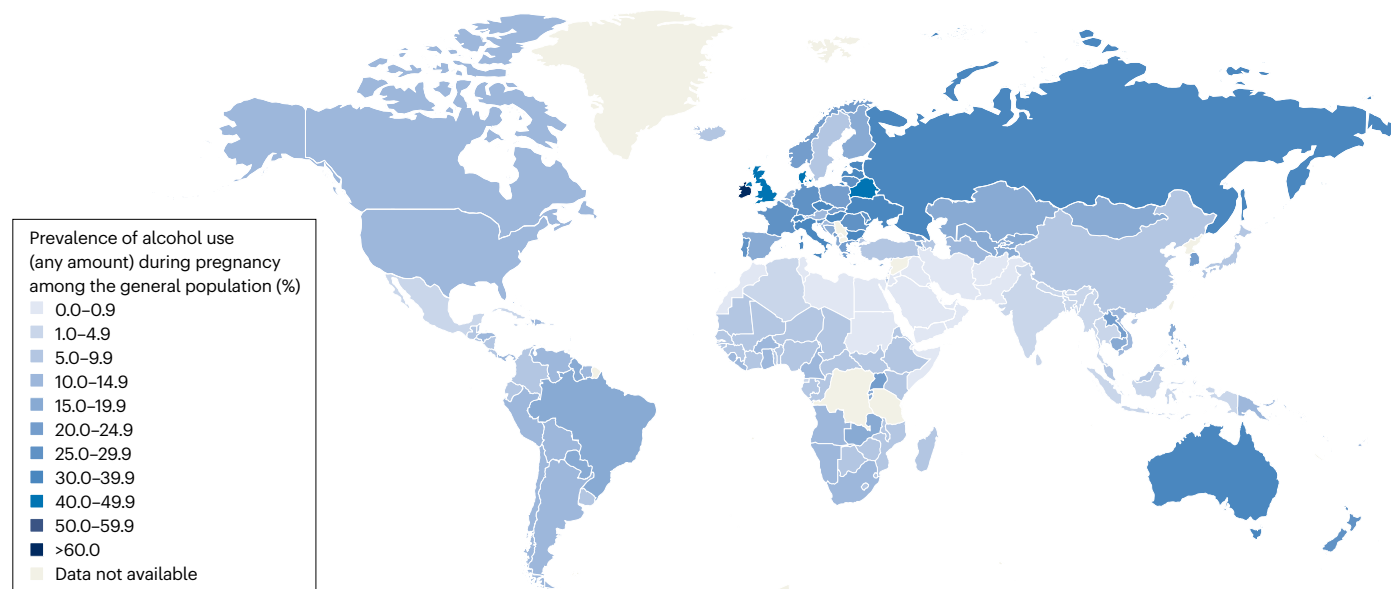 Prevalence of alcohol use
(any amount) during pregnancy
among the general population (%)
0.0–0.9
1.0–4.9
5.0–9.9
10.0–14.9
15.0–19.9
20.0–24.9
25.0–29.9
30.0–39.9
40.0–49.9
50.0–59.9
>60.0
Data not available